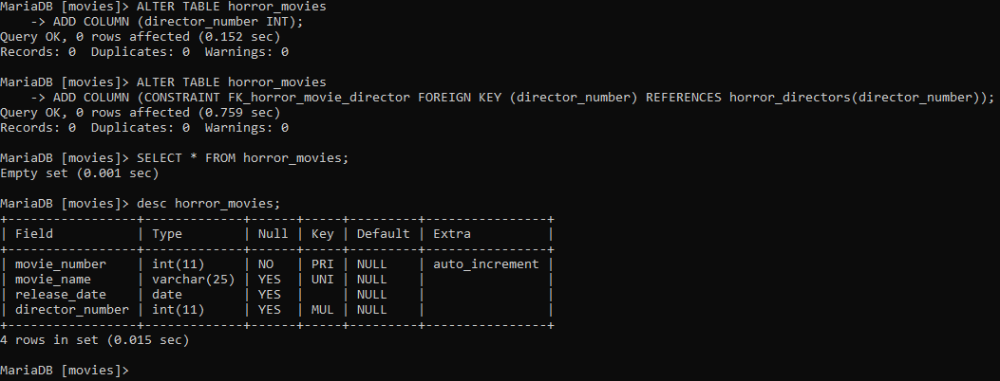 MariaDB [movies]> ALTER TABLE horror_movies
    -> ADD COLUMN (director_number INT);
Query OK, 0 rows affected (0.152 sec)
Records: 0  Duplicates: 0  Warnings: 0

MariaDB [movies]> ALTER TABLE horror_movies
    -> ADD COLUMN (CONSTRAINT FK_horror_movie_director FOREIGN KEY (director_number) REFERENCES horror_directors(director_number));
Query OK, 0 rows affected (0.759 sec)
Records: 0  Duplicates: 0  Warnings: 0

MariaDB [movies]> SELECT * FROM horror_movies;
Empty set (0.001 sec)

MariaDB [movies]> desc horror_movies;
+-----------------+-------------+------+-----+---------+----------------+
| Field           | Type        | Null | Key | Default | Extra          |
+-----------------+-------------+------+-----+---------+----------------+
| movie_number    | int(11)     | NO   | PRI | NULL    | auto_increment |
| movie_name      | varchar(25) | YES  | UNI | NULL    |                |
| release_date    | date        | YES  |     | NULL    |                |
| director_number | int(11)     | YES  | MUL | NULL    |                |
+-----------------+-------------+------+-----+---------+----------------+
4 rows in set (0.015 sec)

MariaDB [movies]>